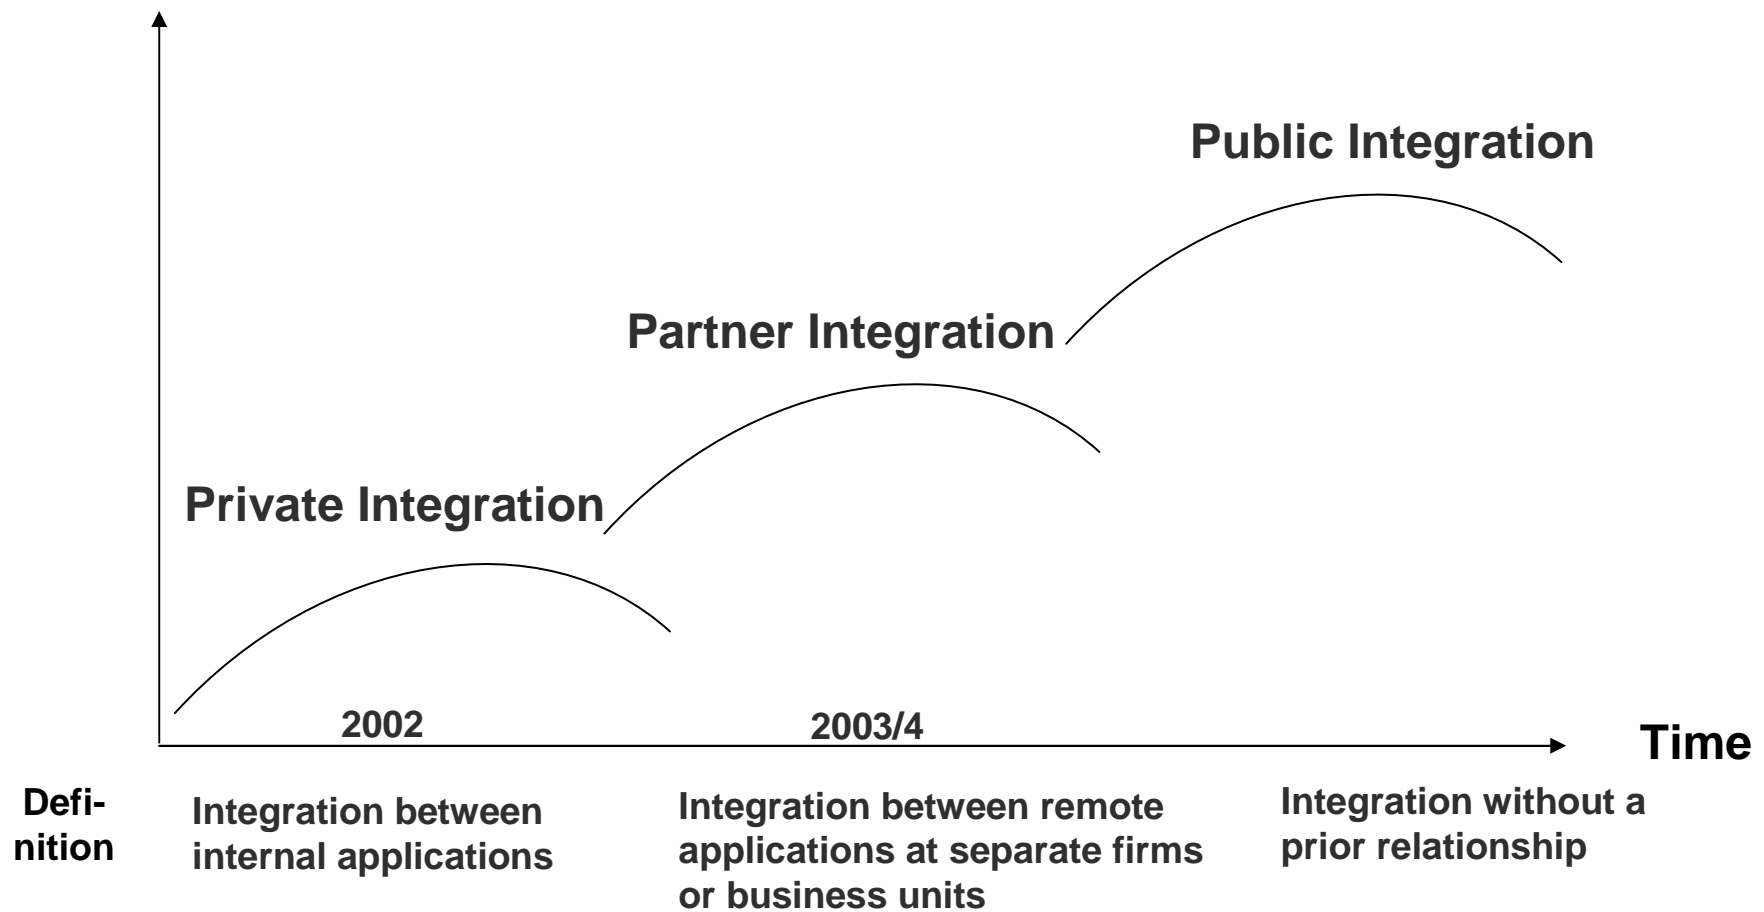 Public Integration
Partner Integration
Private Integration
2002
2003/4
Time
Defi-
nition
Integration between
internal applications
Integration between remote
applications at separate firms
or business units
Integration without a
prior relationship